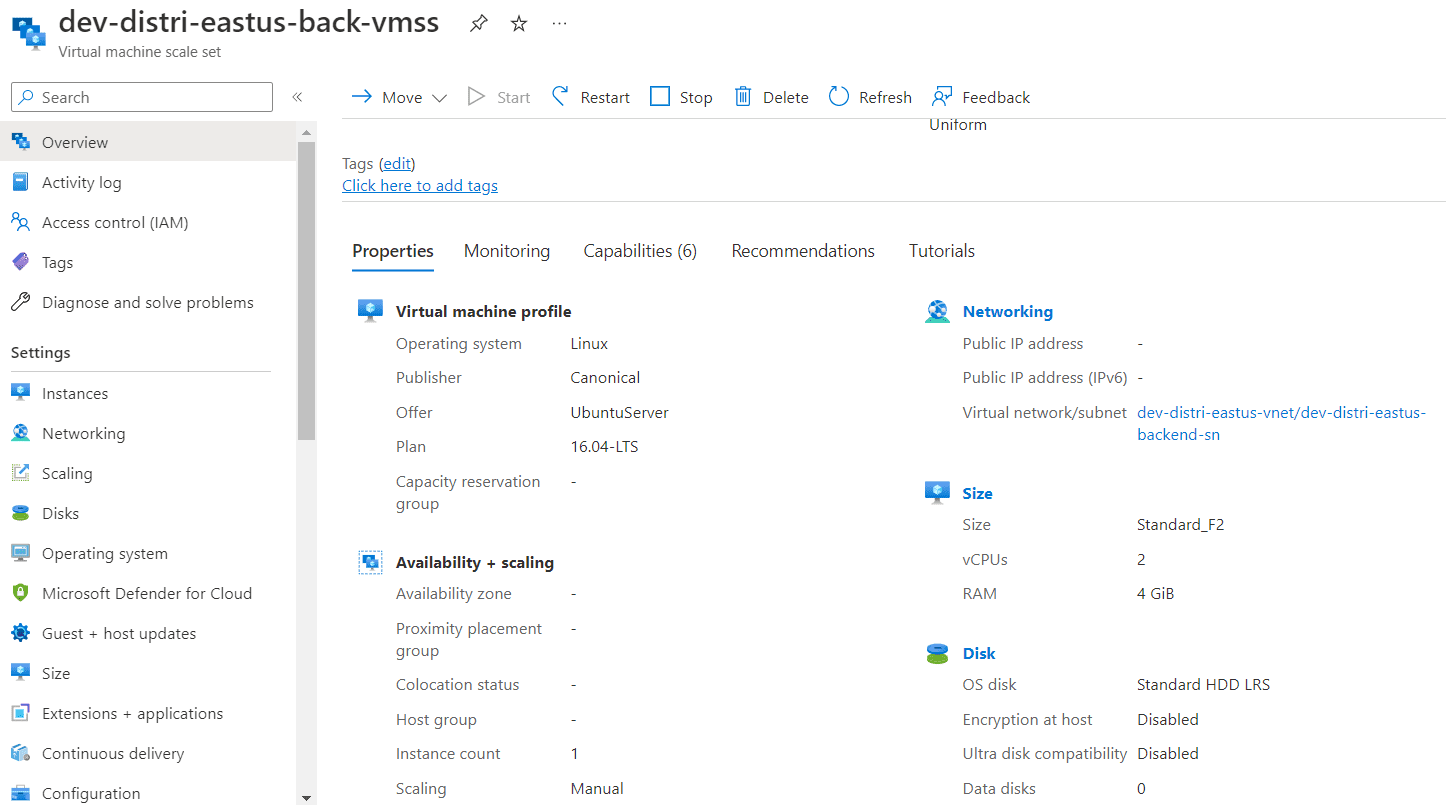 dev-distri-eastus-back-vmss
Virtual machine scale set
Search
Overview
Activity log
Access control (IAM)
Tags
Diagnose and solve problems
Settings
Instances
Networking
Scaling
Disks
Operating system
Microsoft Defender for Cloud
Guest + host updates
Size
Extensions + applications
Continuous delivery
Configuration
Move Start Restart Stop Delete Refresh Feedback
Uniform
Tags (edit)
Click here to add tags
Properties Monitoring Capabilities (6) Recommendations Tutorials
Virtual machine profile
Operating system Linux
Publisher Canonical
Offer UbuntuServer
Plan 16.04-LTS
Capacity reservation -
group
Availability + scaling
Availability zone -
Proximity placement -
group
Colocation status -
Host group -
Instance count 1
Scaling Manual
Networking
Public IP address -
Public IP address (IPv6) -
Virtual network/subnet dev-distri-eastus-vnet/dev-distri-eastus-
backend-sn
Size
Size Standard_F2
vCPUs 2
RAM 4 GiB
Disk
OS disk Standard HDD LRS
Encryption at host Disabled
Ultra disk compatibility Disabled
Data disks 0